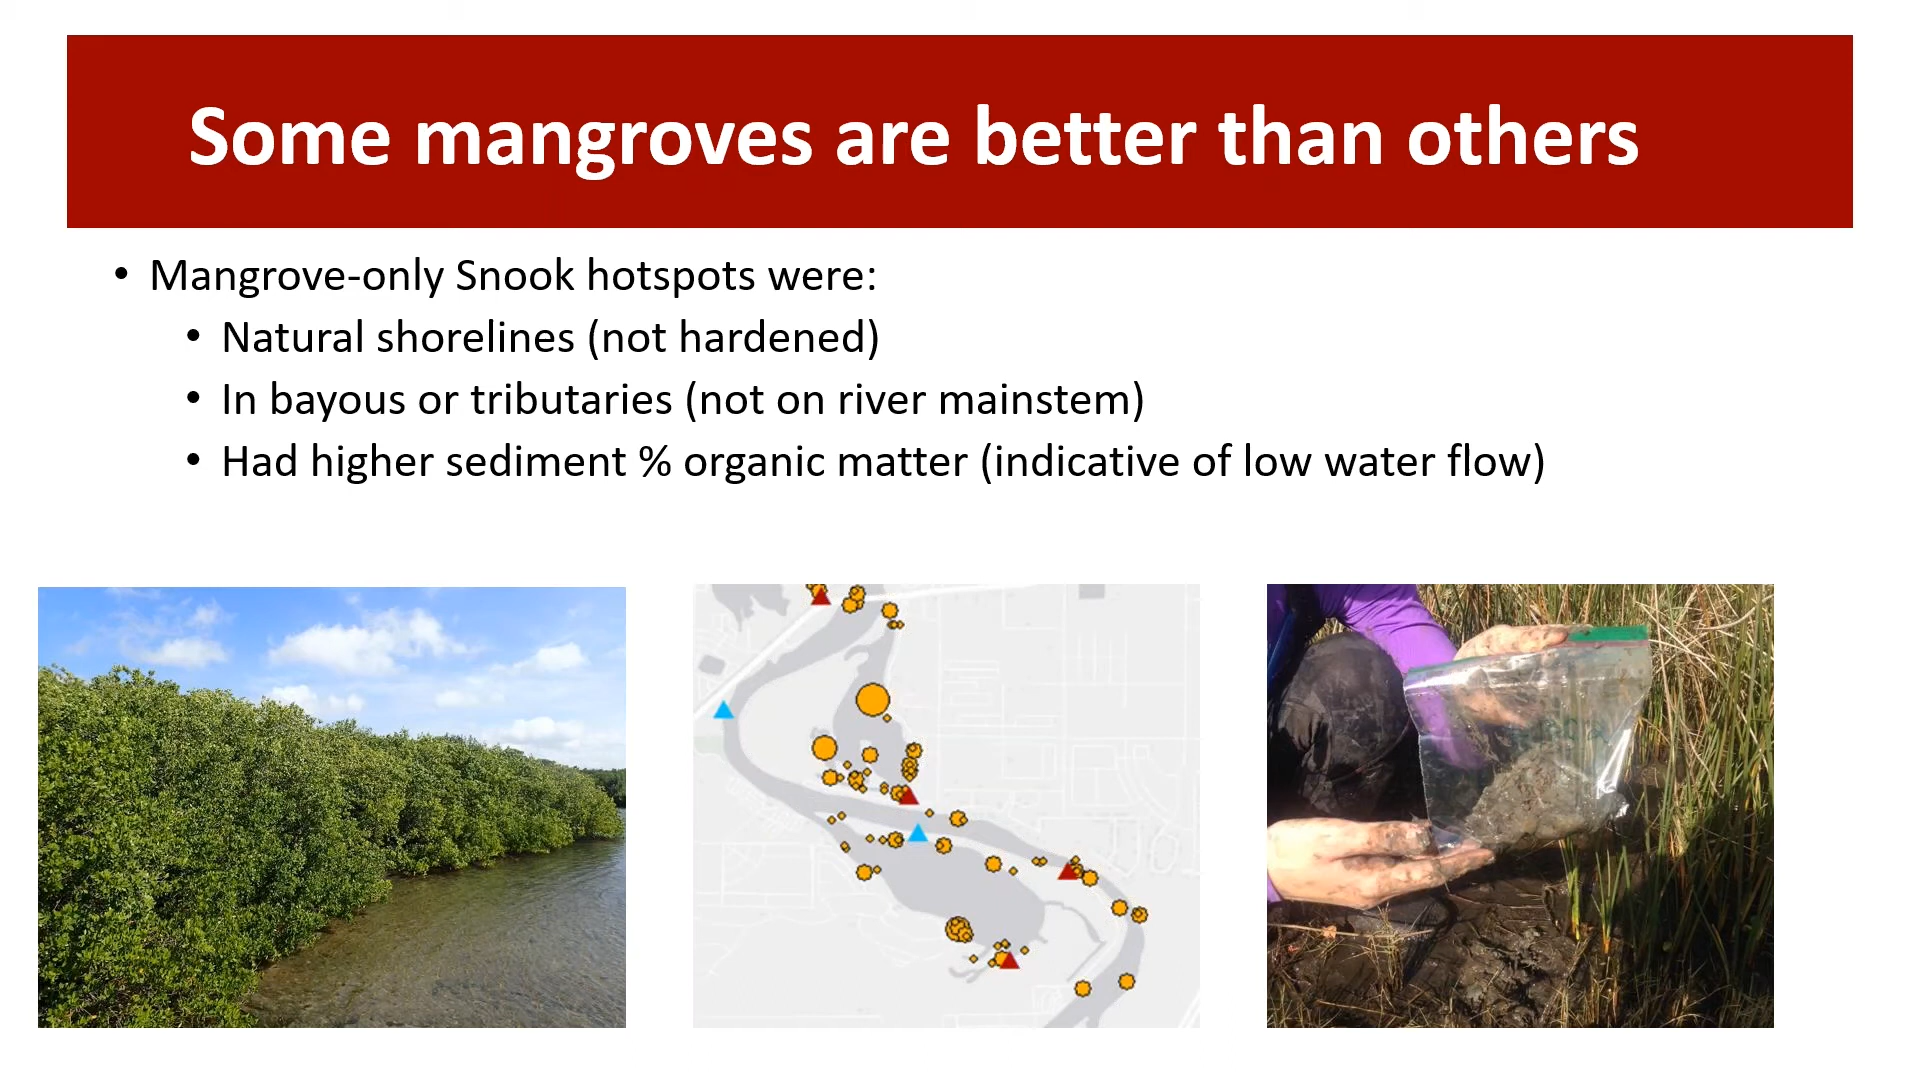 Some mangroves are better than others
• Mangrove-only Snook hotspots were:
• Natural shorelines (not hardened)
• In bayous or tributaries (not on river mainstem)
• Had higher sediment % organic matter (indicative of low water flow)